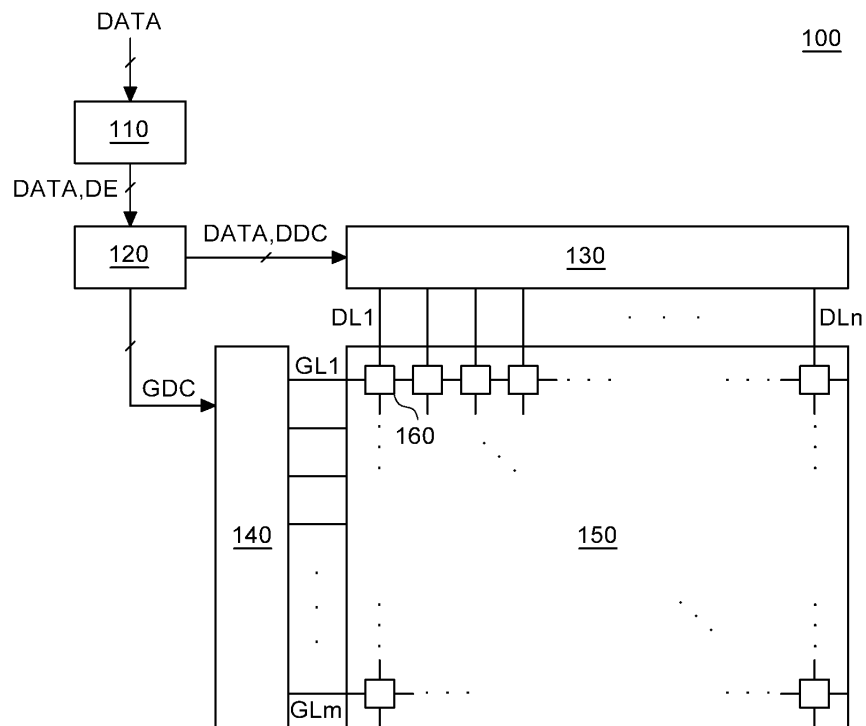 DATA
100
110
DATA,DE
120
DATA,DDC
130
DL1
DLn
GDC
GL1
160
140
150
GLm